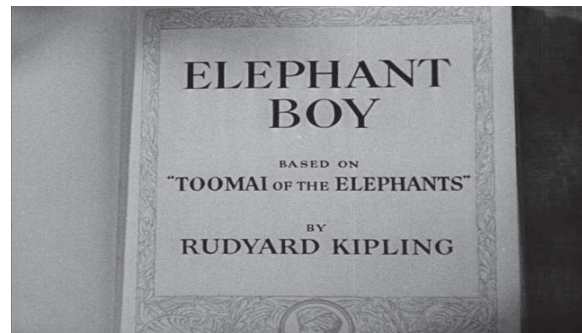 ELEPHANT
BOY
BASED ON
"TOOMAI OF THE ELEPHANTS"
BY
RUDYARD KIPLING